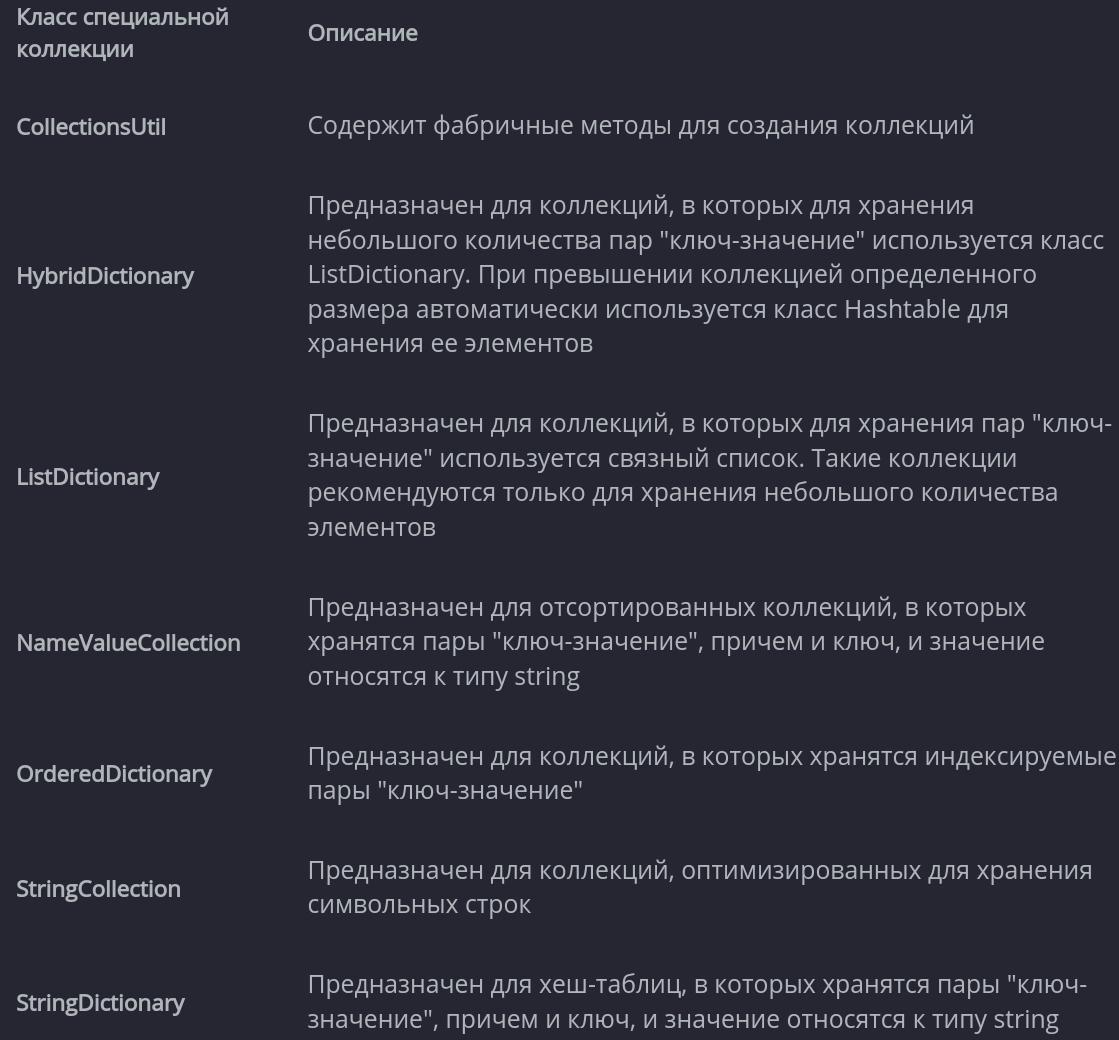 Класс специальной
коллекции
Описание
CollectionsUtil
Содержит фабричные методы для создания коллекций
HybridDictionary
Предназначен для коллекций, в которых для хранения
небольшого количества пар "ключ-значение" используется класс
ListDictionary. При превышении коллекцией определенного
размера автоматически используется класс Hashtable для
хранения ее элементов
ListDictionary
Предназначен для коллекций, в которых для хранения пар "ключ-
значение" используется связный список. Такие коллекции
рекомендуются только для хранения небольшого количества
элементов
NameValueCollection
Предназначен для отсортированных коллекций, в которых
хранятся пары "ключ-значение", причем и ключ, и значение
относятся к типу string
OrderedDictionary
Предназначен для коллекций, в которых хранятся индексируемые
пары "ключ-значение"
StringCollection
Предназначен для коллекций, оптимизированных для хранения
символьных строк
StringDictionary
Предназначен для хеш-таблиц, в которых хранятся пары "ключ-
значение", причем и ключ, и значение относятся к типу string